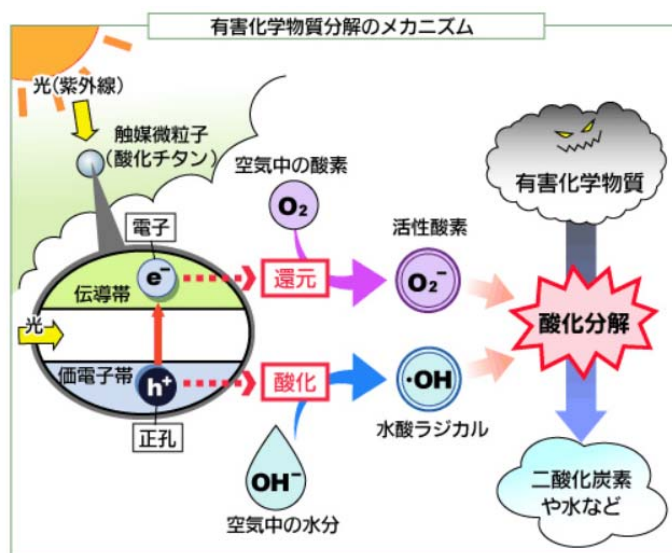 有害化学物質分解のメカニズム
光(紫外線)
触媒微粒子
(酸化チタン)
空気中の酸素
O₂
有害化学物質
電子
e⁻
伝導帯
還元
活性酸素
O₂⁻
光
酸化分解
価電子帯
h⁺
正孔
酸化
·OH
水酸ラジカル
OH⁻
空気中の水分
二酸化炭素
や水など